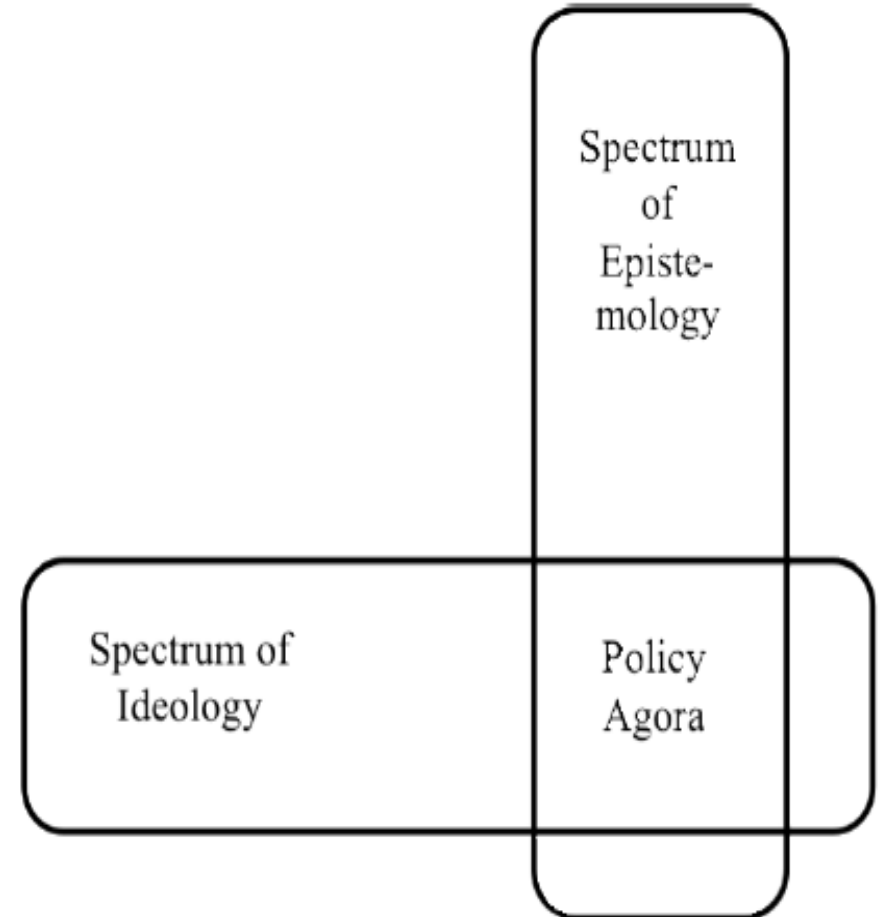 Spectrum
of
Episte-
mology
Spectrum of
Ideology
Policy
Agora